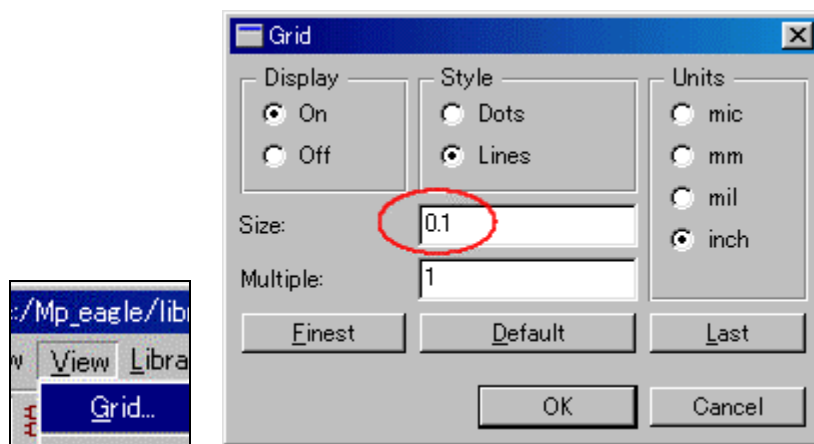 :/Mp_eagle/libr
View Libra
Grid...
Grid
Display
On
Off
Style
Dots
Lines
Units
mic
mm
mil
inch
Size: 0.1
Multiple: 1
Finest Default Last
OK Cancel